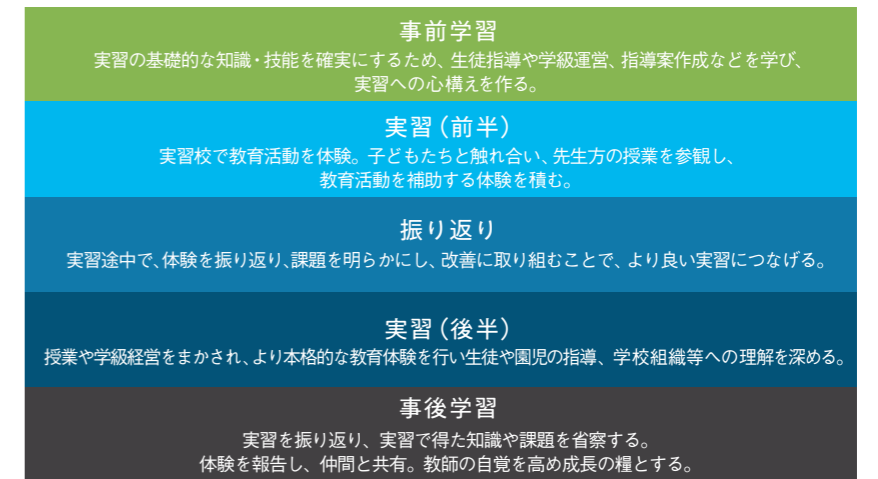 事前学習
実習の基礎的な知識・技能を確実にするため、生徒指導や学級運営、指導案作成などを学び、
実習への心構えを作る。
実習（前半）
実習校で教育活動を体験。子どもたちと触れ合い、先生方の授業を参観し、
教育活動を補助する体験を積む。
振り返り
実習途中で、体験を振り返り、課題を明らかにし、改善に取り組むことで、より良い実習につなげる。
実習（後半）
授業や学級経営をまかされ、より本格的な教育体験を行い生徒や園児の指導、学校組織等への理解を深める。
事後学習
実習を振り返り、実習で得た知識や課題を省察する。
体験を報告し、仲間と共有。教師の自覚を高め成長の糧とする。